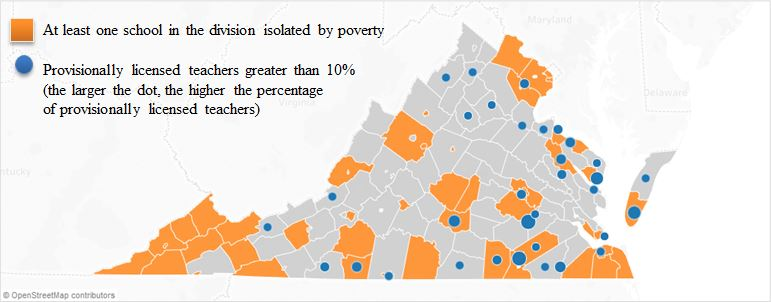 At least one school in the division isolated by poverty
Maryland
Provisionally licensed teachers greater than 10%
(the larger the dot, the higher the percentage
of provisionally licensed teachers)
Delaware
Virginia
© OpenStreetMap contributors